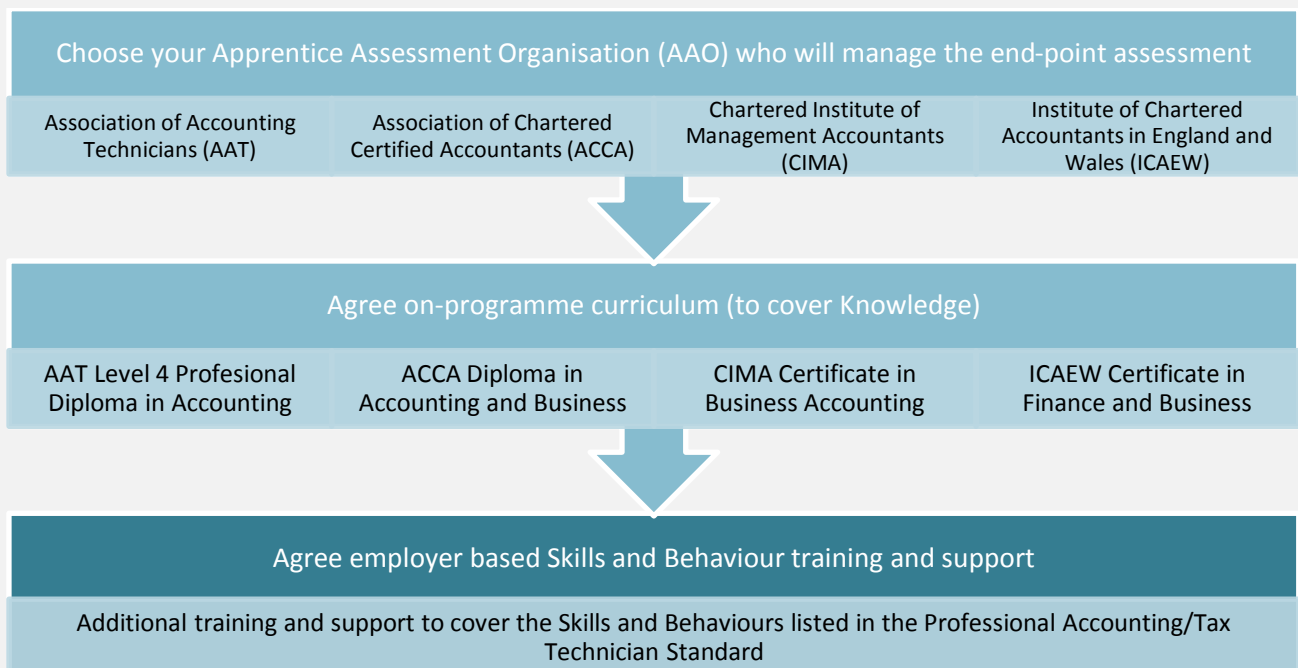 Choose your Apprentice Assessment Organisation (AAO) who will manage the end-point assessment
Association of Accounting
Technicians (AAT)
Association of Chartered
Certified Accountants (ACCA)
Chartered Institute of
Management Accountants
(CIMA)
Institute of Chartered
Accountants in England and
Wales (ICAEW)
Agree on-programme curriculum (to cover Knowledge)
AAT Level 4 Profesional
Diploma in Accounting
ACCA Diploma in
Accounting and Business
CIMA Certificate in
Business Accounting
ICAEW Certificate in
Finance and Business
Agree employer based Skills and Behaviour training and support
Additional training and support to cover the Skills and Behaviours listed in the Professional Accounting/Tax
Technician Standard